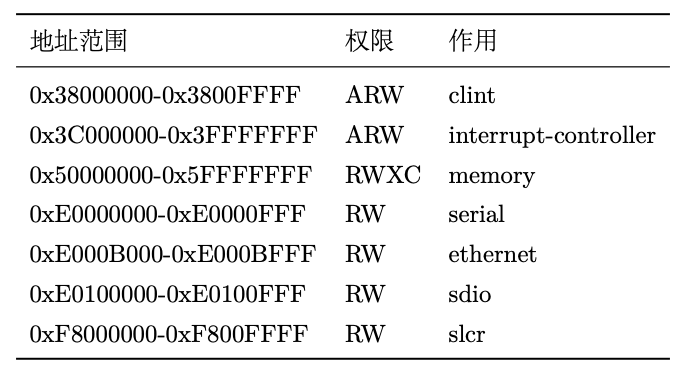 地址范围 权限 作用
0x38000000-0x3800FFFF ARW clint
0x3C000000-0x3FFFFFFF ARW interrupt-controller
0x50000000-0x5FFFFFFF RWXC memory
0xE0000000-0xE0000FFF RW serial
0xE000B000-0xE000BFFF RW ethernet
0xE0100000-0xE0100FFF RW sdio
0xF8000000-0xF800FFFF RW slcr